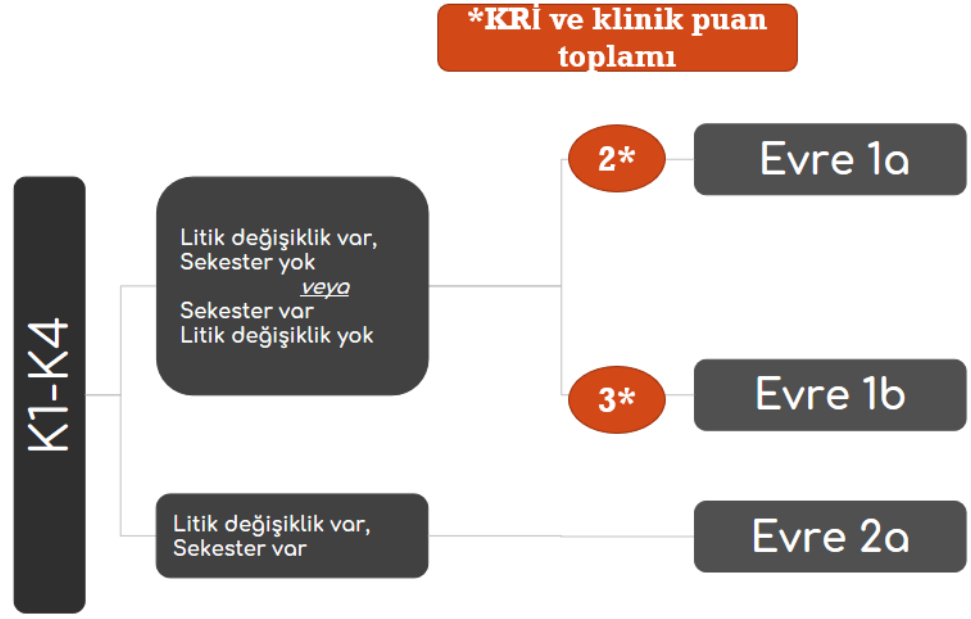 *KRİ ve klinik puan
toplamı
K1-K4
Litik değişiklik var,
Sekester yok
veya
Sekester var
Litik değişiklik yok
2*
Evre 1a
3*
Evre 1b
Litik değişiklik var,
Sekester var
Evre 2a